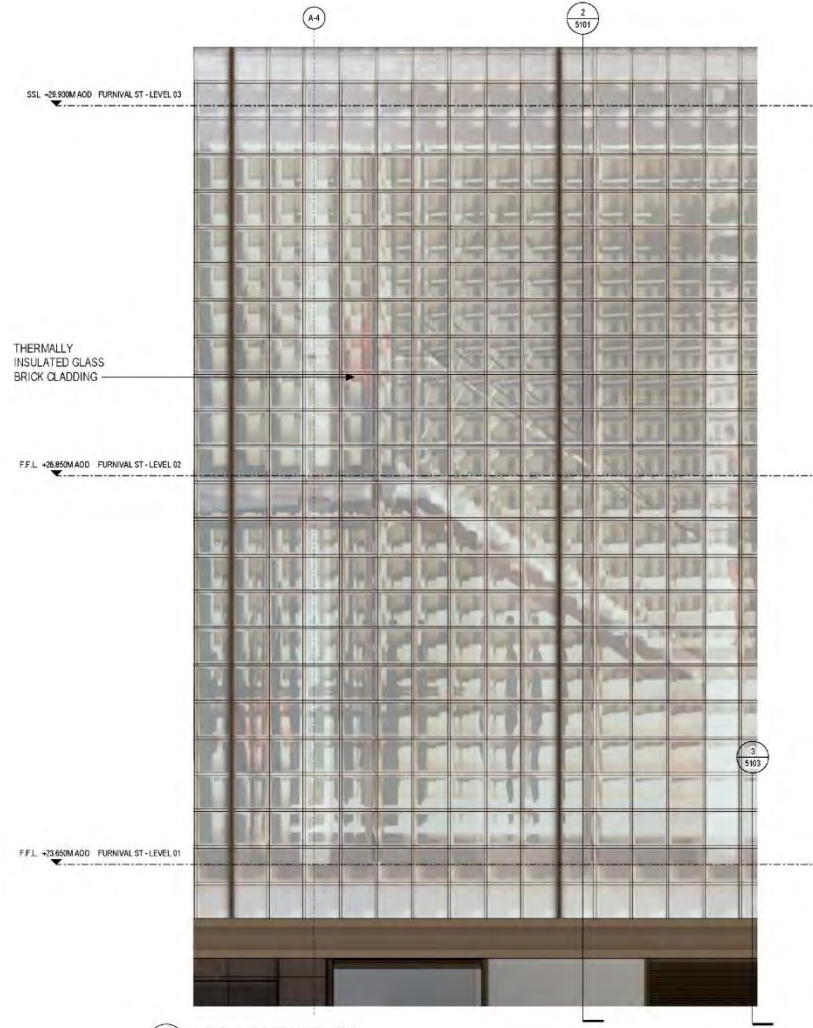 A-4
2
5101
SSL +29.900M AOD FURNIVAL ST - LEVEL 03
THERMALLY
INSULATED GLASS
BRICK CLADDING
F.F.L. +26.850M AOD FURNIVAL ST - LEVEL 02
3
5103
F.F.L. +23.650M AOD FURNIVAL ST - LEVEL 01